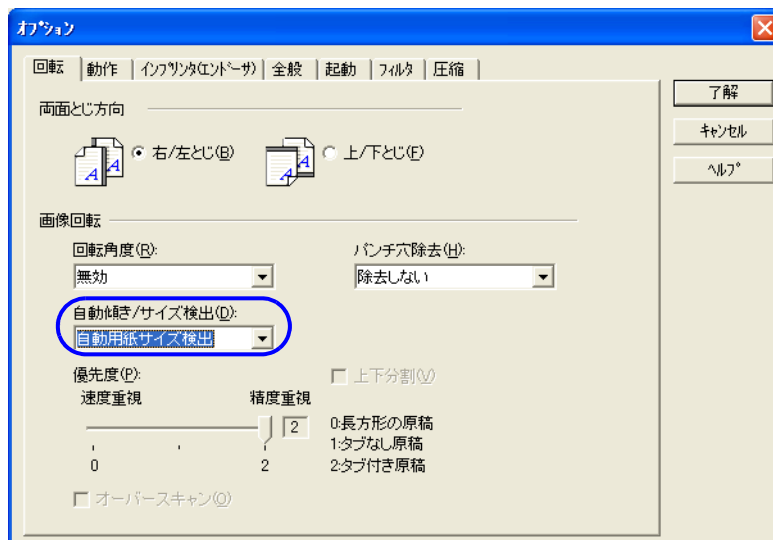 オプション
回転 動作 インプリンタ(エンドーサ) 全般 起動 フィルタ 圧縮
了解
キャンセル
ヘルプ
両面とじ方向
A A 右/左とじ(B) A A 上/下とじ(F)
画像回転
回転角度(R): パンチ穴除去(H):
無効 除去しない
自動傾き/サイズ検出(D):
自動用紙サイズ検出
優先度(P): 上下分割(V)
速度重視 精度重視
2 0:長方形の原稿
1:タブなし原稿
0 2 2:タブ付き原稿
オーバースキャン(O)